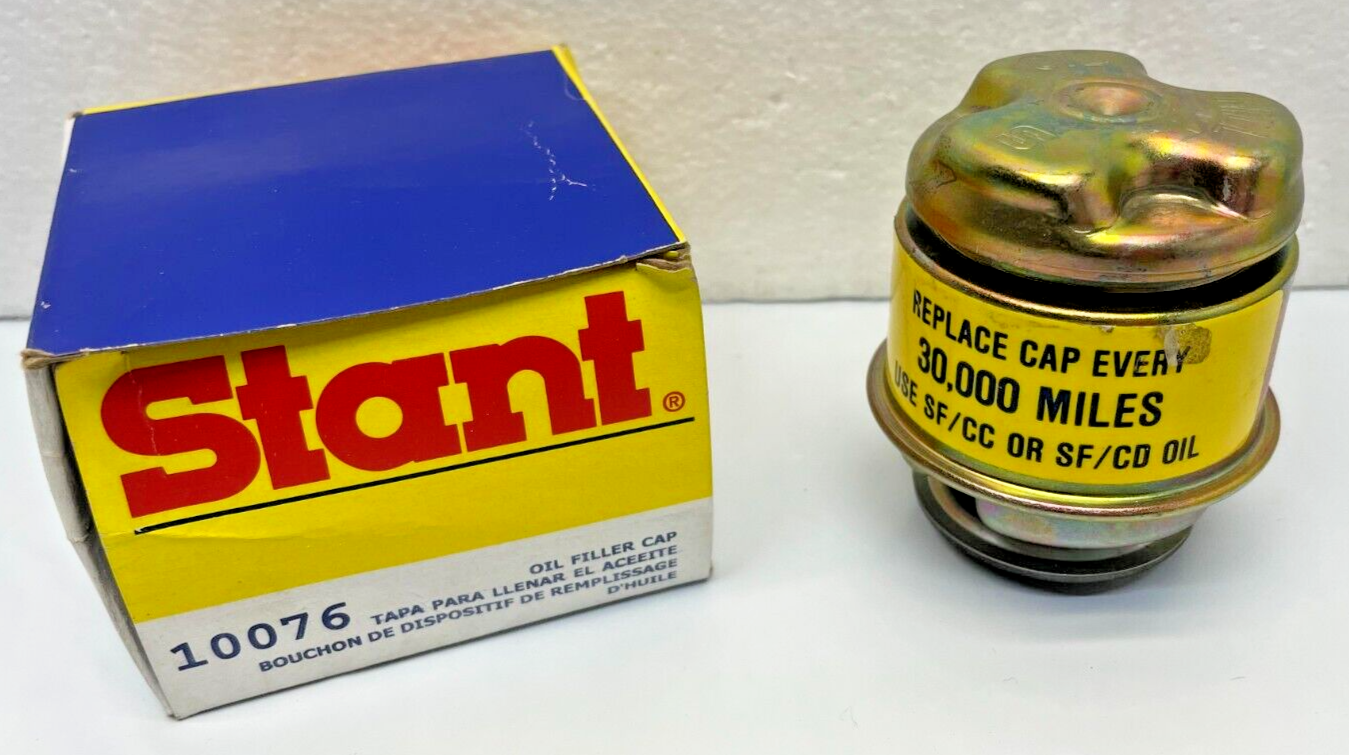 Stant®
10076
OIL FILLER CAP
TAPA PARA LLENAR EL ACEEITE
BOUCHON DE DISPOSITIF DE REMPLISSAGE
D'HUILE
REPLACE CAP EVERY
30,000 MILES
USE SF/CC OR SF/CD OIL